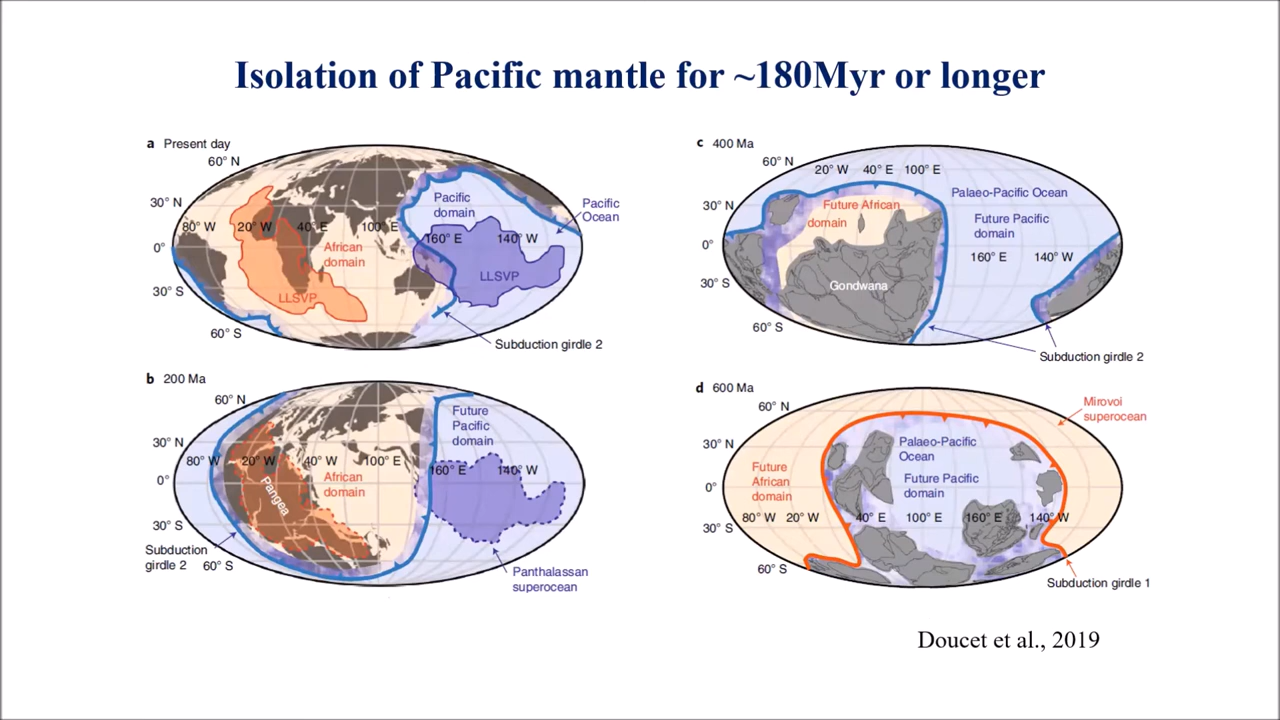 Isolation of Pacific mantle for ~180Myr or longer
a Present day
60° N
30° N
80° W 20° W 40° E 100° E 160° E 140° W
0°
30° S
60° S
Pacific
domain
Pacific
Ocean
African
domain
LLSVP
LLSVP
Subduction girdle 2
b 200 Ma
60° N
30° N
80° W 20° W 40° W 100° E 160° E 140° W
0°
30° S
60° S
Future
Pacific
domain
African
domain
Pangea
Subduction
girdle 2
Panthalassan
superocean
c 400 Ma
60° N
20° W 40° E 100° E
30° N
0°
30° S
60° S
Palaeo-Pacific Ocean
Future African
domain
Future Pacific
domain
160° E 140° W
Gondwana
Subduction girdle 2
d 600 Ma
60° N
30° N
0°
30° S
60° S
Mirovoi
superocean
Palaeo-Pacific
Ocean
Future
African
domain
Future Pacific
domain
80° W 20° W 40° E 100° E 160° E 140° W
Subduction girdle 1
Doucet et al., 2019